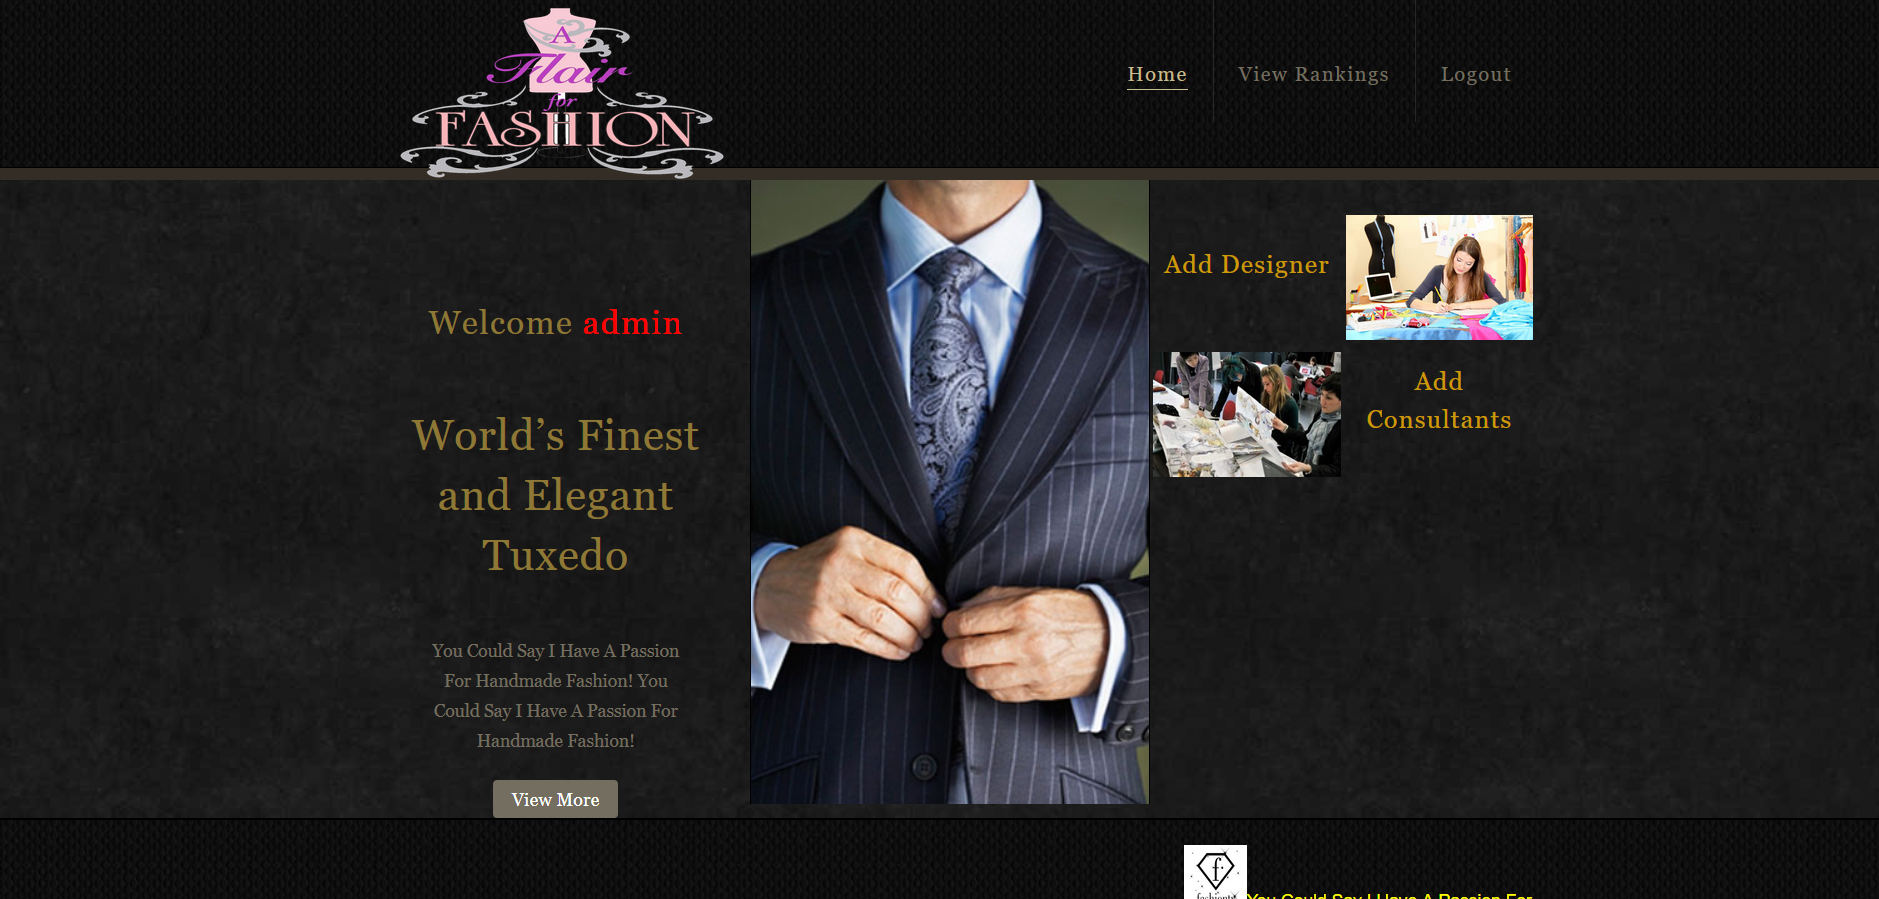 A
Flair
for
FASHION
Home
View Rankings
Logout
Welcome admin
World’s Finest
and Elegant
Tuxedo
You Could Say I Have A Passion
For Handmade Fashion! You
Could Say I Have A Passion For
Handmade Fashion!
View More
Add Designer
Add
Consultants
f
You Could Say I Have A Passion For